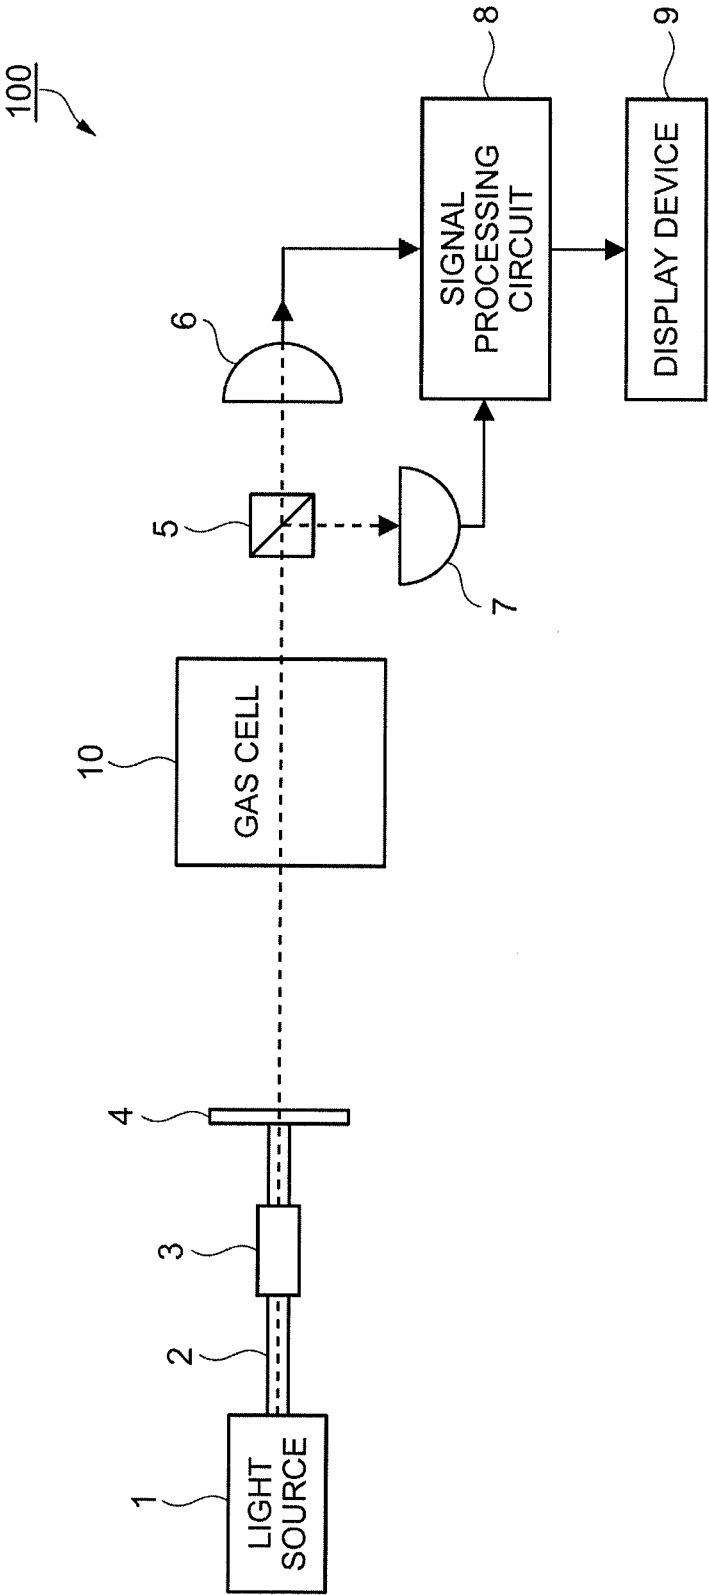 100
1
LIGHT
SOURCE
2
3
4
10
GAS CELL
5
6
7
8
SIGNAL
PROCESSING
CIRCUIT
9
DISPLAY DEVICE